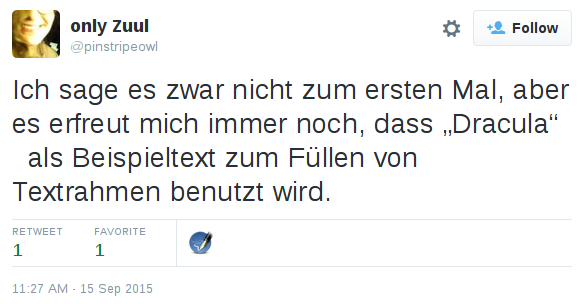 only Zuul
@pinstripeowl
Follow
Ich sage es zwar nicht zum ersten Mal, aber
es erfreut mich immer noch, dass „Dracula“
als Beispieltext zum Füllen von
Textrahmen benutzt wird.
RETWEET FAVORITE
1 1
11:27 AM - 15 Sep 2015